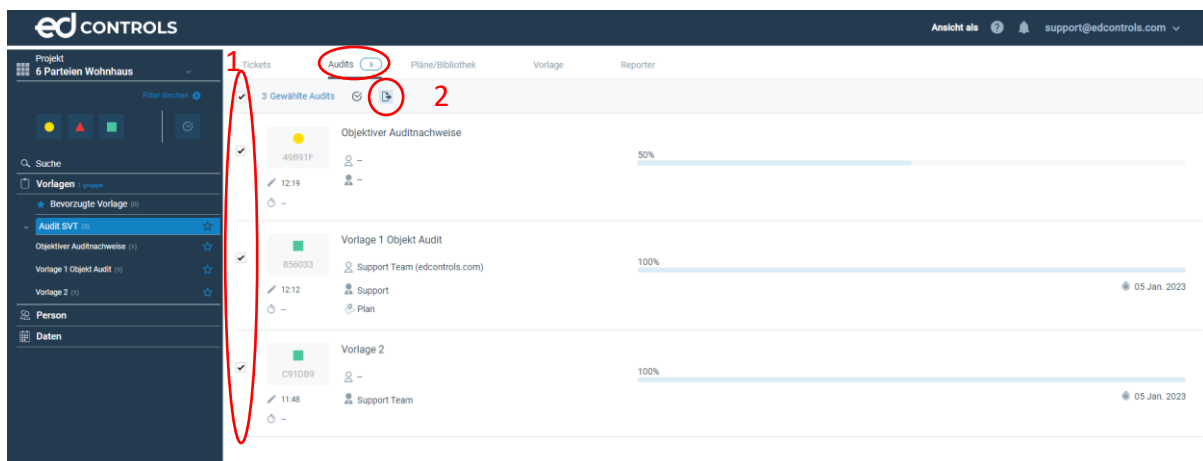 ed CONTROLS
Ansicht als ? support@edcontrols.com
Projekt
6 Parteien Wohnhaus
Filter löschen
Suche
Vorlagen 1 gruppe
Bevorzugte Vorlage (0)
Audit SVT (3)
Objektiver Auditnachweise (1)
Vorlage 1 Objekt Audit (1)
Vorlage 2 (1)
Person
Daten
1
Tickets Audits 3 Pläne/Bibliothek Vorlage Reporter
3 Gewählte Audits 2
Objektiver Auditnachweise
49B91F
–
50%
12:19 –
–
Vorlage 1 Objekt Audit
856033
Support Team (edcontrols.com)
100%
12:12 Support
05 Jan. 2023
– Plan
Vorlage 2
C91DB9
–
100%
11:48 Support Team
05 Jan. 2023
–